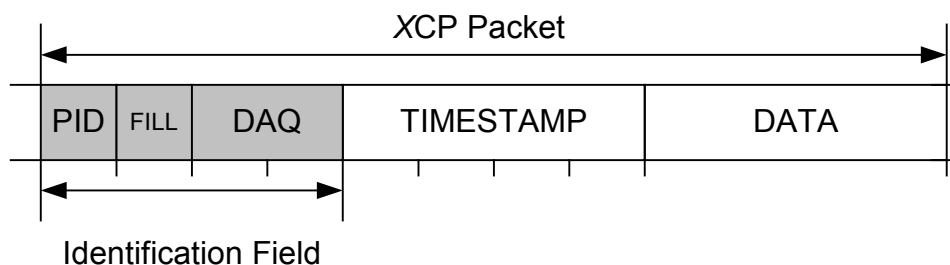 XCP Packet
PID FILL DAQ TIMESTAMP DATA
Identification Field